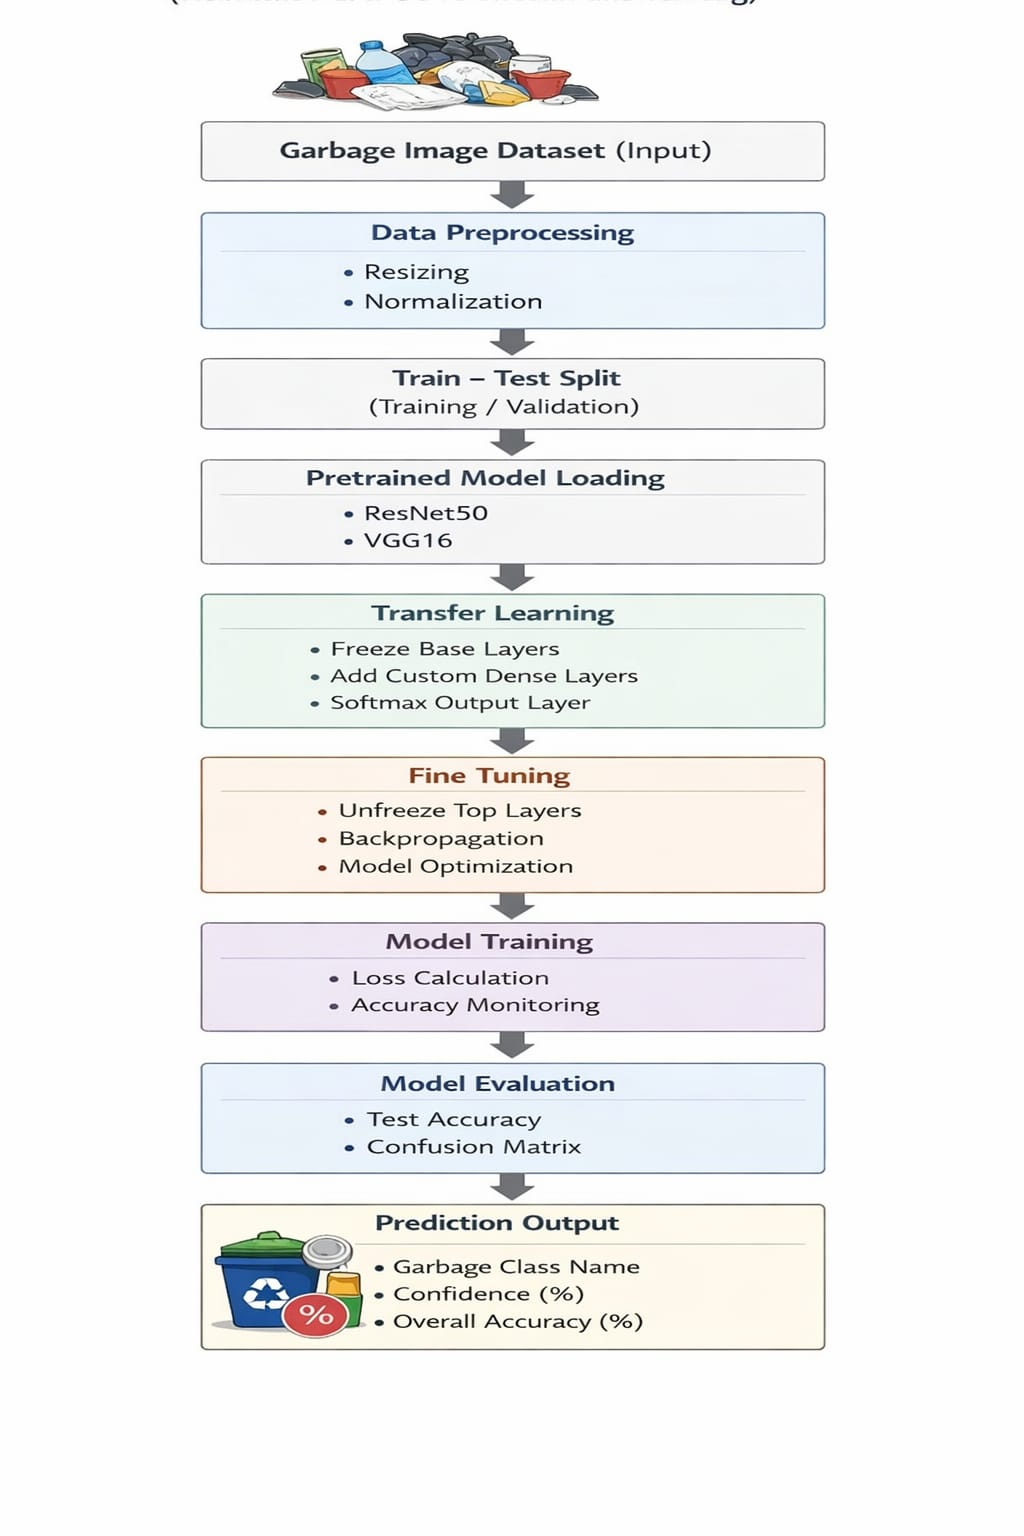 Garbage Image Dataset (Input)
Data Preprocessing
• Resizing
• Normalization
Train – Test Split
(Training / Validation)
Pretrained Model Loading
• ResNet50
• VGG16
Transfer Learning
• Freeze Base Layers
• Add Custom Dense Layers
• Softmax Output Layer
Fine Tuning
• Unfreeze Top Layers
• Backpropagation
• Model Optimization
Model Training
• Loss Calculation
• Accuracy Monitoring
Model Evaluation
• Test Accuracy
• Confusion Matrix
Prediction Output
• Garbage Class Name
• Confidence (%)
• Overall Accuracy (%)
%